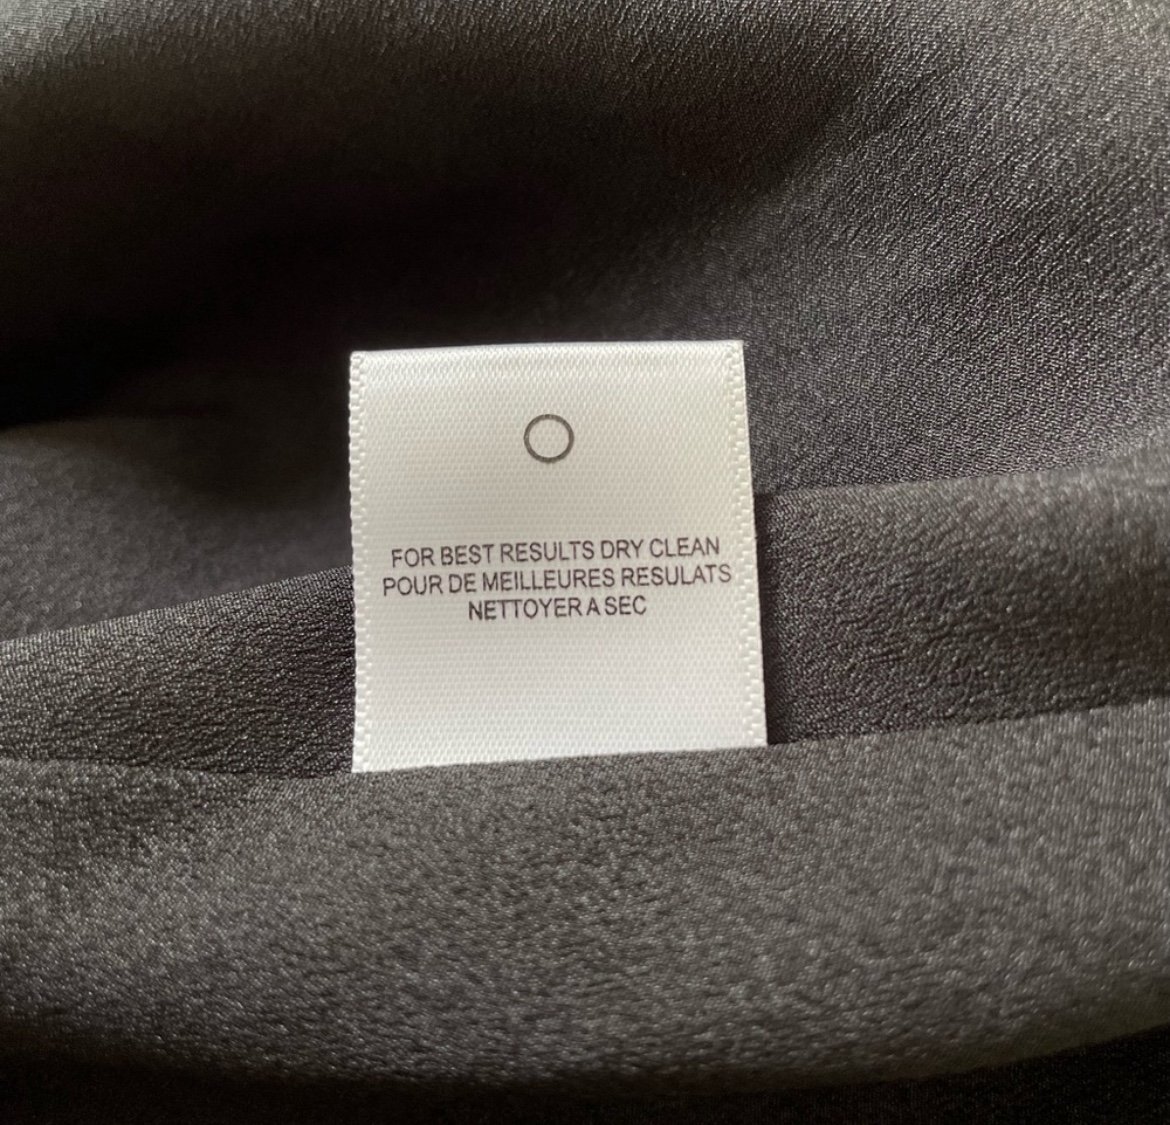 FOR BEST RESULTS DRY CLEAN
POUR DE MEILLEURES RESULATS
NETTOYER A SEC